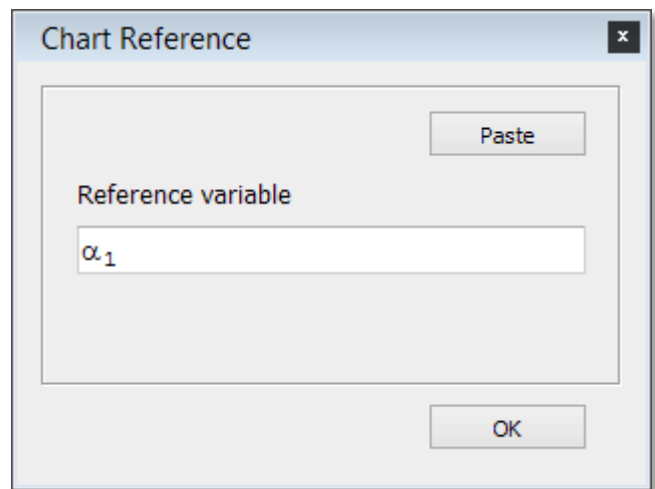 Chart Reference
x
Paste
Reference variable
α₁
OK